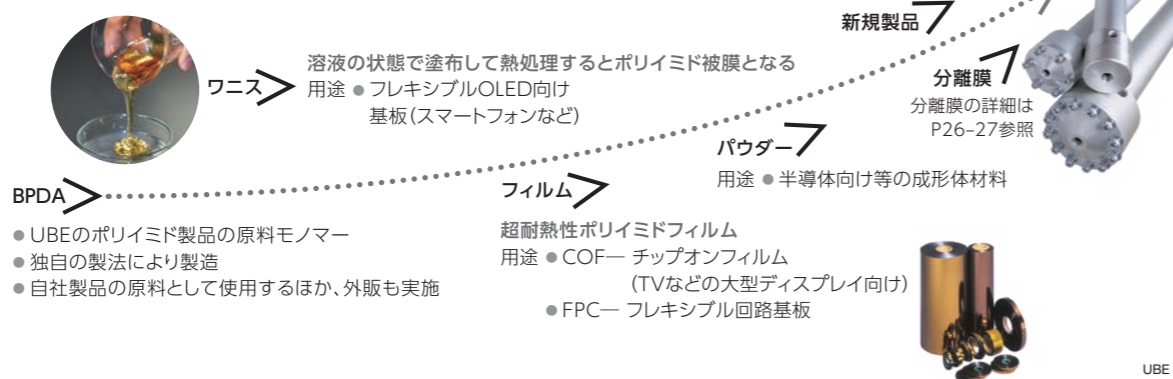 新規製品
ワニス
溶液の状態で塗布して熱処理するとポリイミド被膜となる
用途 ● フレキシブルOLED向け
基板(スマートフォンなど)
分離膜
分離膜の詳細は
P26–27参照
パウダー
用途 ● 半導体向け等の成形体材料
BPDA
● UBEのポリイミド製品の原料モノマー
● 独自の製法により製造
● 自社製品の原料として使用するほか、外販も実施
フィルム
超耐熱性ポリイミドフィルム
用途 ● COF― チップオンフィルム
(TVなどの大型ディスプレイ向け)
● FPC― フレキシブル回路基板
UBE